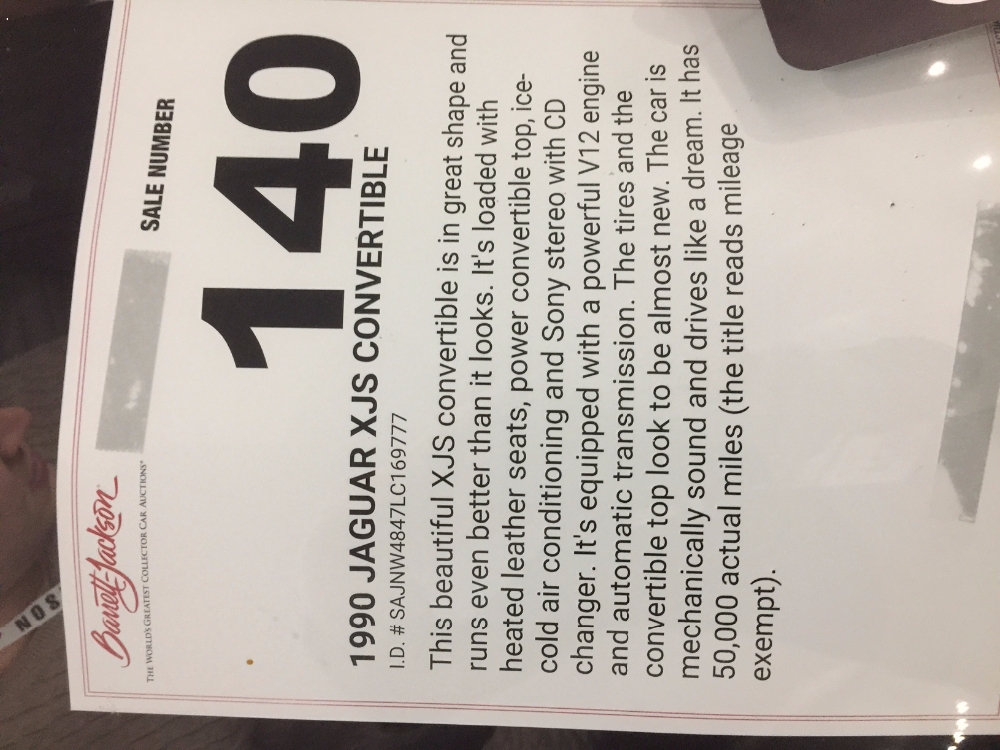 Barrett-Jackson
THE WORLD'S GREATEST COLLECTOR CAR AUCTIONS®
SALE NUMBER
140
1990 JAGUAR XJS CONVERTIBLE
I.D. # SAJNW4847LC169777
This beautiful XJS convertible is in great shape and
runs even better than it looks. It's loaded with
heated leather seats, power convertible top, ice-
cold air conditioning and Sony stereo with CD
changer. It's equipped with a powerful V12 engine
and automatic transmission. The tires and the
convertible top look to be almost new. The car is
mechanically sound and drives like a dream. It has
50,000 actual miles (the title reads mileage
exempt).
SON